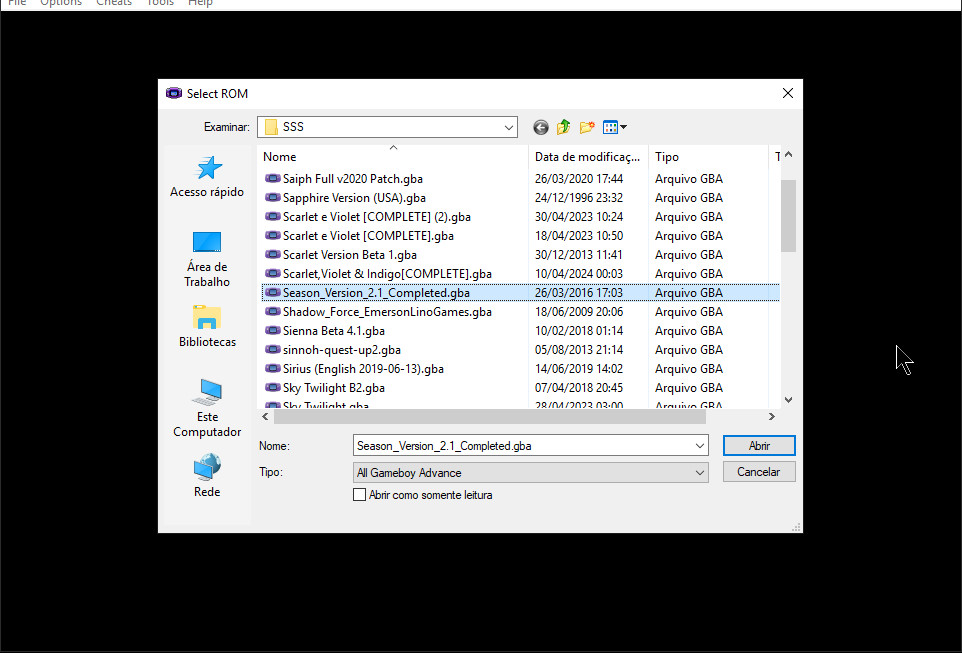 File Options Cheats Tools Help
Select ROM
Examinar: SSS
Nome Data de modificaç... Tipo T
Saiph Full v2020 Patch.gba 26/03/2020 17:44 Arquivo GBA
Sapphire Version (USA).gba 24/12/1996 23:32 Arquivo GBA
Scarlet e Violet [COMPLETE] (2).gba 30/04/2023 10:24 Arquivo GBA
Scarlet e Violet [COMPLETE].gba 18/04/2023 10:50 Arquivo GBA
Scarlet Version Beta 1.gba 30/12/2013 11:41 Arquivo GBA
Scarlet,Violet & Indigo[COMPLETE].gba 10/04/2024 00:03 Arquivo GBA
Season_Version_2.1_Completed.gba 26/03/2016 17:03 Arquivo GBA
Shadow_Force_EmersonLinoGames.gba 18/06/2009 20:06 Arquivo GBA
Sienna Beta 4.1.gba 10/02/2018 01:14 Arquivo GBA
sinnoh-quest-up2.gba 05/08/2013 21:14 Arquivo GBA
Sirius (English 2019-06-13).gba 14/06/2019 14:02 Arquivo GBA
Sky Twilight B2.gba 07/04/2018 20:45 Arquivo GBA
Sky Twilight.gba 28/04/2023 03:00 Arquivo GBA
Acesso rápido
Área de
Trabalho
Bibliotecas
Este
Computador
Rede
Nome: Season_Version_2.1_Completed.gba Abrir
Tipo: All Gameboy Advance Cancelar
Abrir como somente leitura